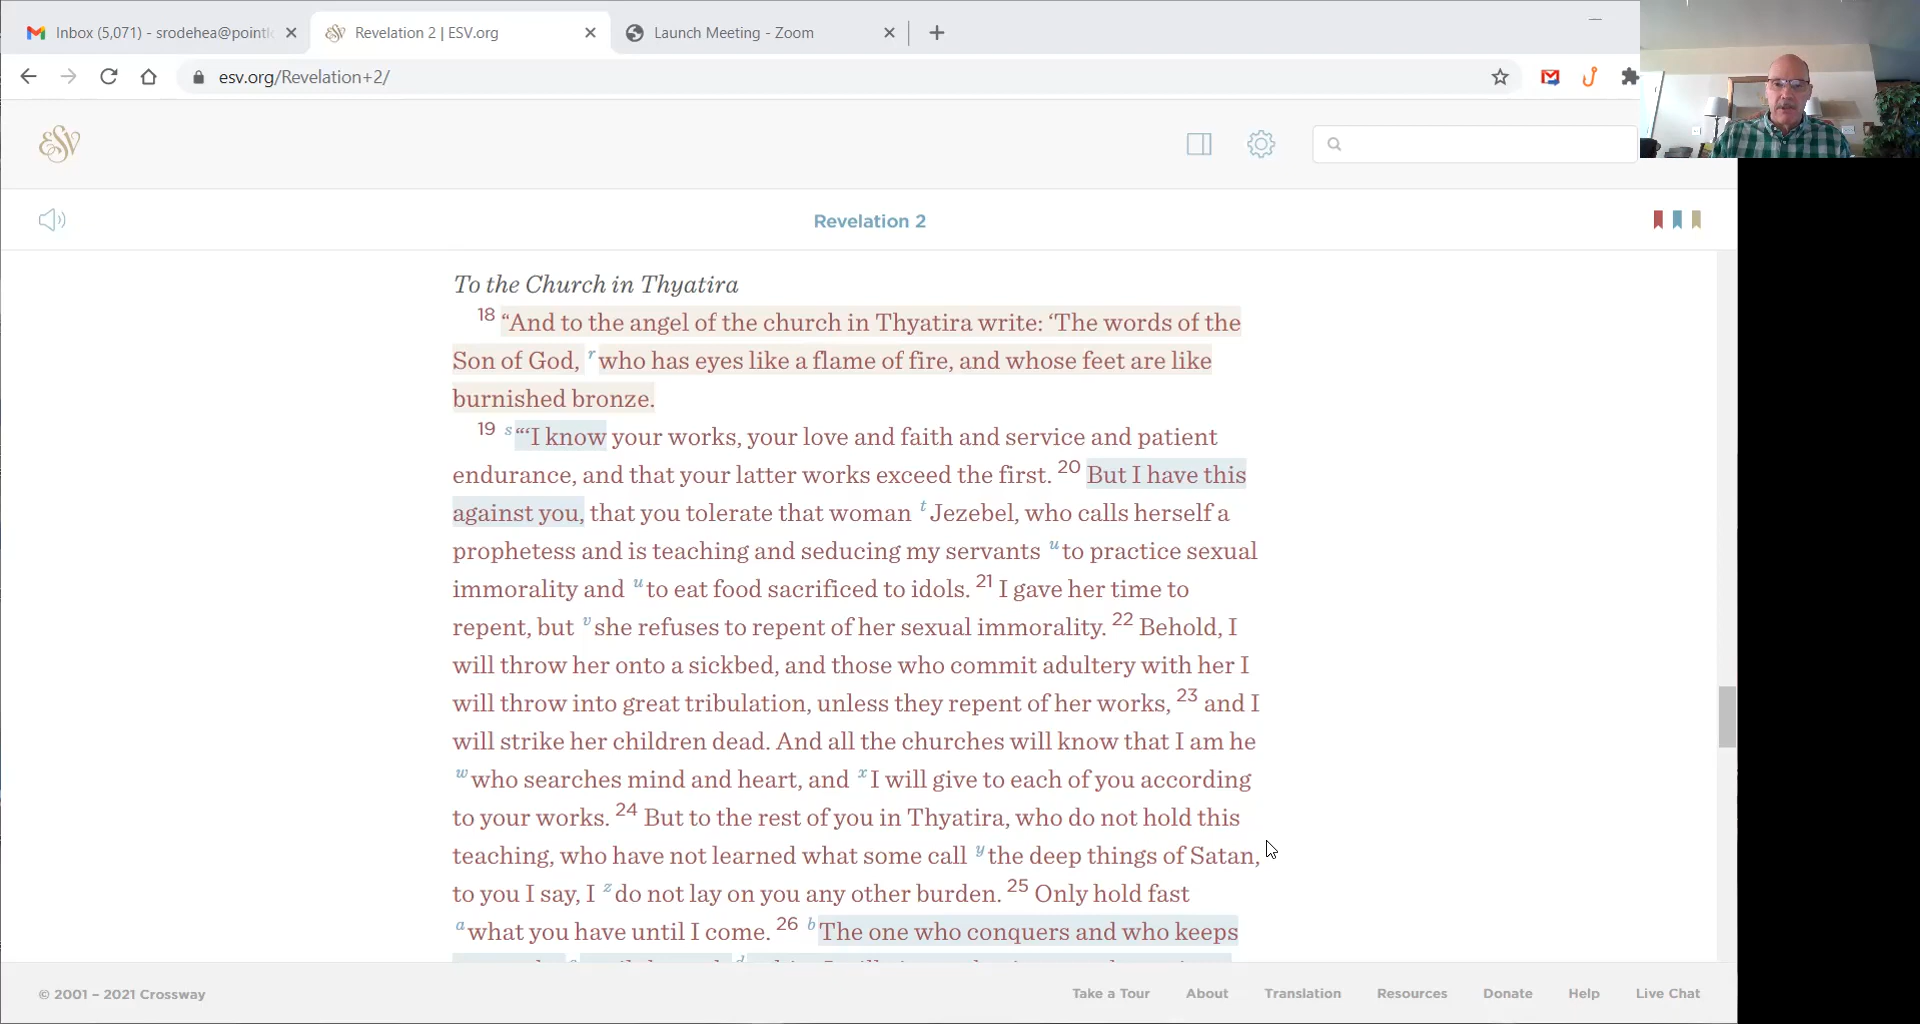 Inbox (5,071) - srodehea@pointl
Revelation 2 | ESV.org
Launch Meeting - Zoom
esv.org/Revelation+2/
ESV
Revelation 2
To the Church in Thyatira
18 “And to the angel of the church in Thyatira write: ‘The words of the
Son of God, r who has eyes like a flame of fire, and whose feet are like
burnished bronze.
19 s “‘I know your works, your love and faith and service and patient
endurance, and that your latter works exceed the first. 20 But I have this
against you, that you tolerate that woman t Jezebel, who calls herself a
prophetess and is teaching and seducing my servants u to practice sexual
immorality and u to eat food sacrificed to idols. 21 I gave her time to
repent, but v she refuses to repent of her sexual immorality. 22 Behold, I
will throw her onto a sickbed, and those who commit adultery with her I
will throw into great tribulation, unless they repent of her works, 23 and I
will strike her children dead. And all the churches will know that I am he
w who searches mind and heart, and x I will give to each of you according
to your works. 24 But to the rest of you in Thyatira, who do not hold this
teaching, who have not learned what some call y the deep things of Satan,
to you I say, I z do not lay on you any other burden. 25 Only hold fast
a what you have until I come. 26 b The one who conquers and who keeps
© 2001 – 2021 Crossway
Take a Tour
About
Translation
Resources
Donate
Help
Live Chat